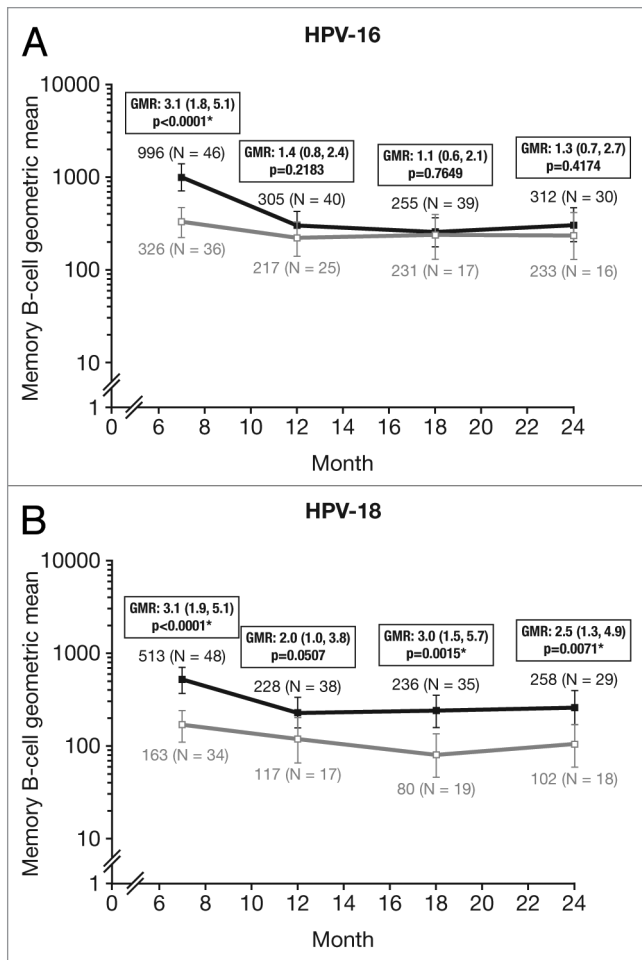 A
HPV-16
Memory B-cell geometric mean
10000
1000
100
10
1
GMR: 3.1 (1.8, 5.1)
p<0.0001*
996 (N = 46)
GMR: 1.4 (0.8, 2.4)
p=0.2183
305 (N = 40)
GMR: 1.1 (0.6, 2.1)
p=0.7649
255 (N = 39)
GMR: 1.3 (0.7, 2.7)
p=0.4174
312 (N = 30)
326 (N = 36)
217 (N = 25)
231 (N = 17)
233 (N = 16)
0 6 8 10 12 14 16 18 20 22 24
Month
B
HPV-18
Memory B-cell geometric mean
10000
1000
100
10
1
GMR: 3.1 (1.9, 5.1)
p<0.0001*
513 (N = 48)
GMR: 2.0 (1.0, 3.8)
p=0.0507
228 (N = 38)
GMR: 3.0 (1.5, 5.7)
p=0.0015*
236 (N = 35)
GMR: 2.5 (1.3, 4.9)
p=0.0071*
258 (N = 29)
163 (N = 34)
117 (N = 17)
80 (N = 19)
102 (N = 18)
0 6 8 10 12 14 16 18 20 22 24
Month